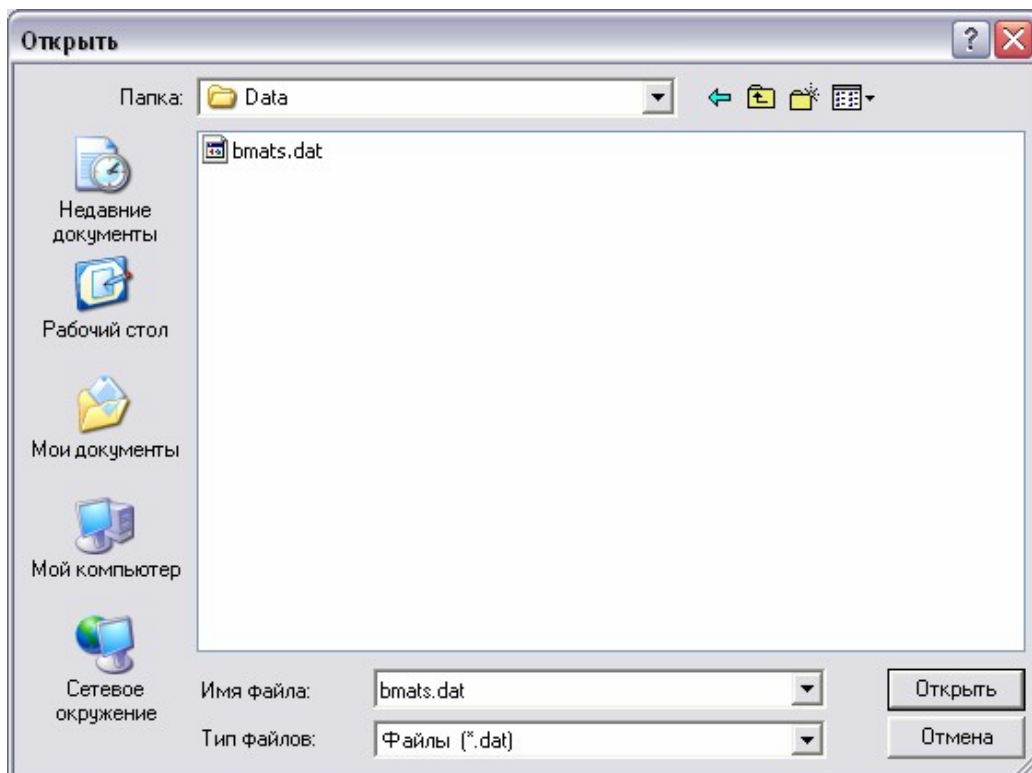 Открыть
Папка:
Data
bmats.dat
Недавние
документы
Рабочий стол
Мои документы
Мой компьютер
Сетевое
окружение
Имя файла:
bmats.dat
Открыть
Тип файлов:
Файлы (*.dat)
Отмена